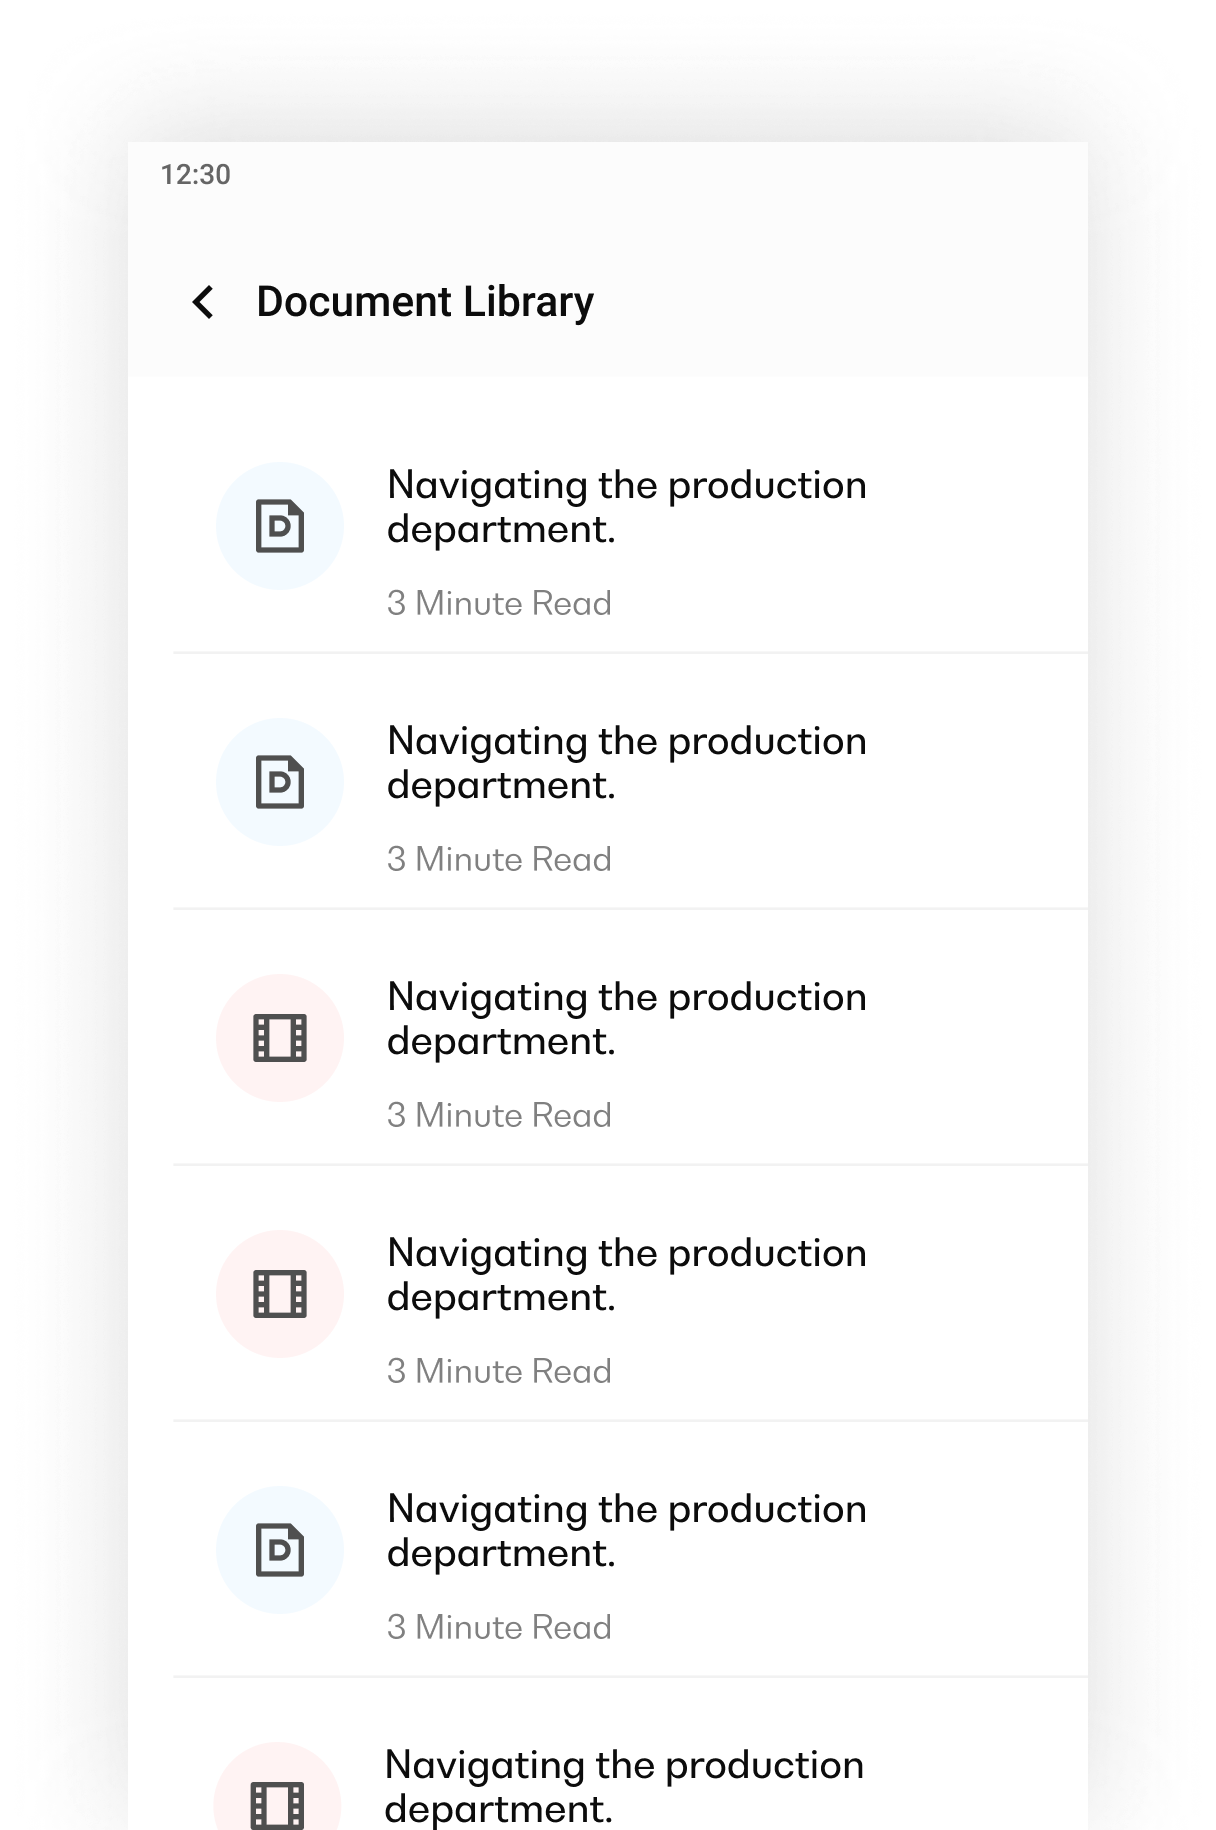 12:30
Document Library
Navigating the production
department.
3 Minute Read
D
Navigating the production
department.
3 Minute Read
D
Navigating the production
department.
3 Minute Read
Navigating the production
department.
3 Minute Read
D
Navigating the production
department.
3 Minute Read
Navigating the production
department.